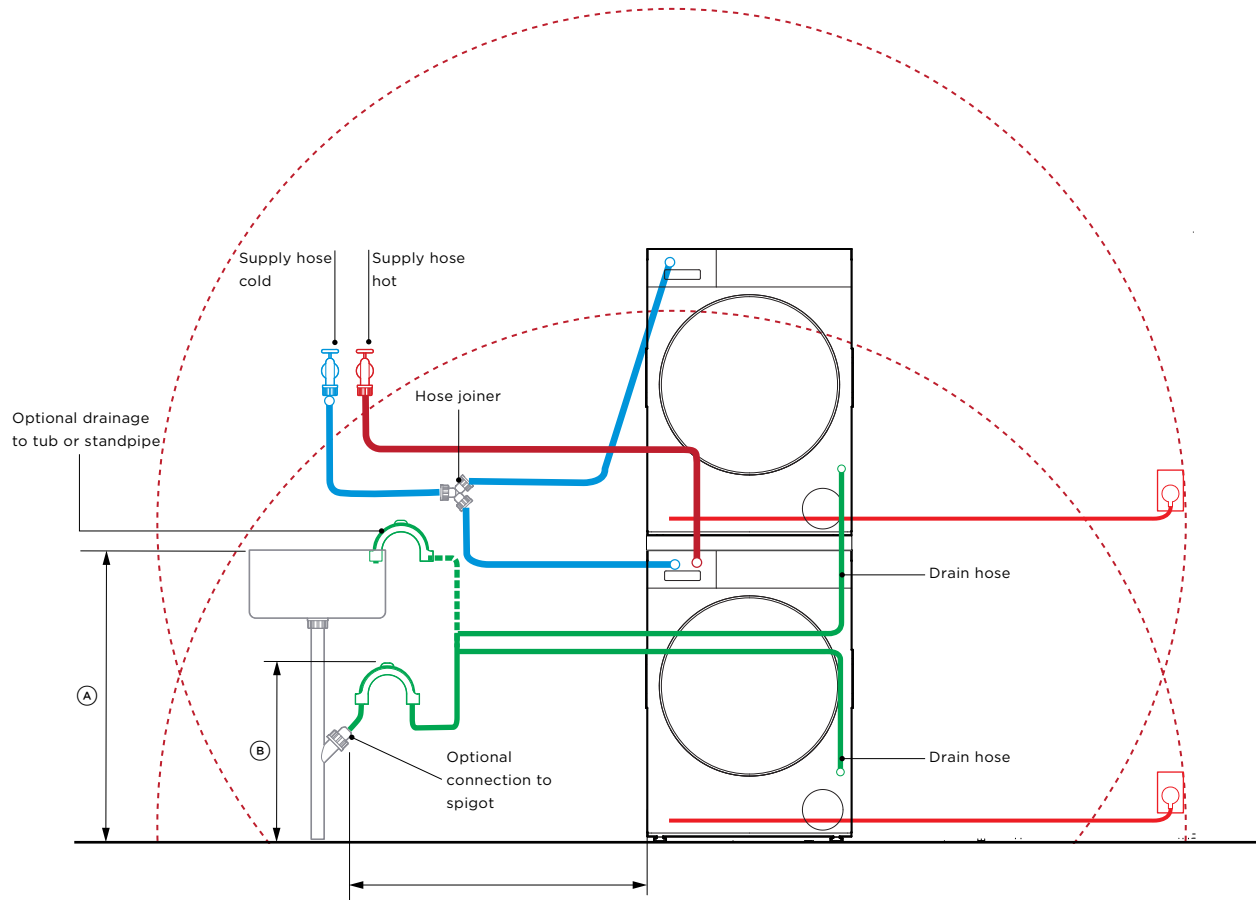 Supply hose
cold
Supply hose
hot
Optional drainage
to tub or standpipe
Hose joiner
Drain hose
A
B
Optional
connection to
spigot
Drain hose